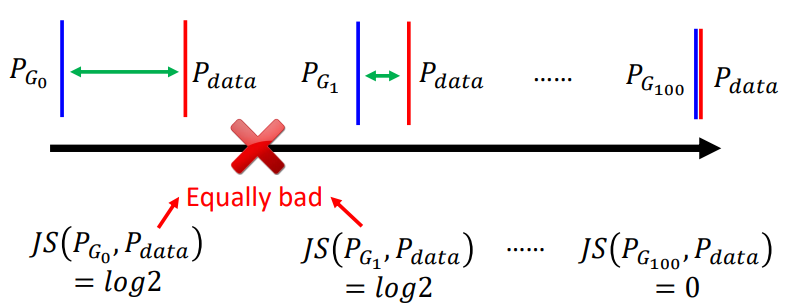 P_{G_0} P_{data} P_{G_1} P_{data} …… P_{G_{100}} P_{data}
Equally bad
JS(P_{G_0}, P_{data}) JS(P_{G_1}, P_{data}) …… JS(P_{G_{100}}, P_{data})
= log2 = log2 = 0